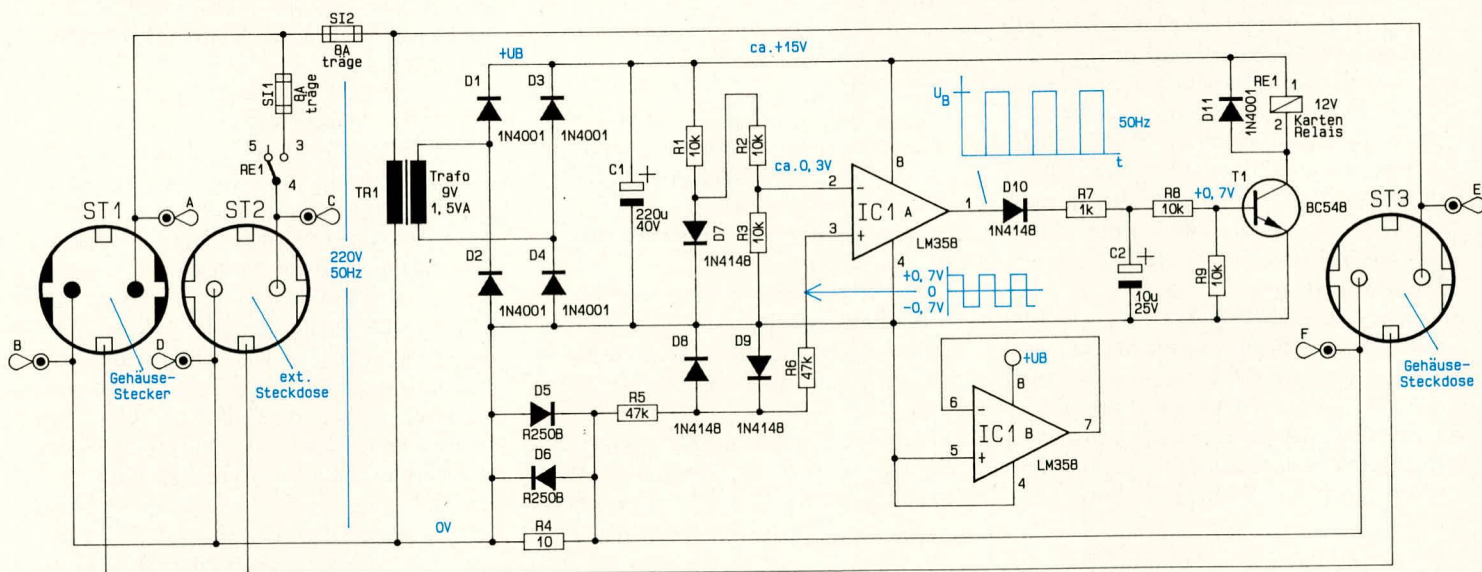 SI2
8A
träge
SI1
8A
träge
5
3
RE1
4
A
C
ST1
ST2
B
D
Gehäuse-
Stecker
ext.
Steckdose
220V
50Hz
0V
TR1
Trafo
9V
1,5VA
+UB
D1
1N4001
D3
1N4001
D2
1N4001
D4
1N4001
C1
+
220u
40V
ca.+15V
R1
10k
R2
10k
ca.0,3V
D7
1N4148
R3
10k
D8
1N4148
D9
1N4148
D5
R250B
D6
R250B
R5
47k
R4
10
R6
47k
2
-
3
+
8
IC1 A
1
4
LM358
+0,7V
0
-0,7V
UB
50Hz
t
D10
1N4148
R7
1k
R8
10k
+0,7V
C2
+
10u
25V
R9
10k
T1
BC548
D11
1N4001
RE1
1
2
12V
Karten
Relais
+UB
8
6
-
5
+
IC1 B
7
4
LM358
ST3
E
F
Gehäuse-
Steckdose